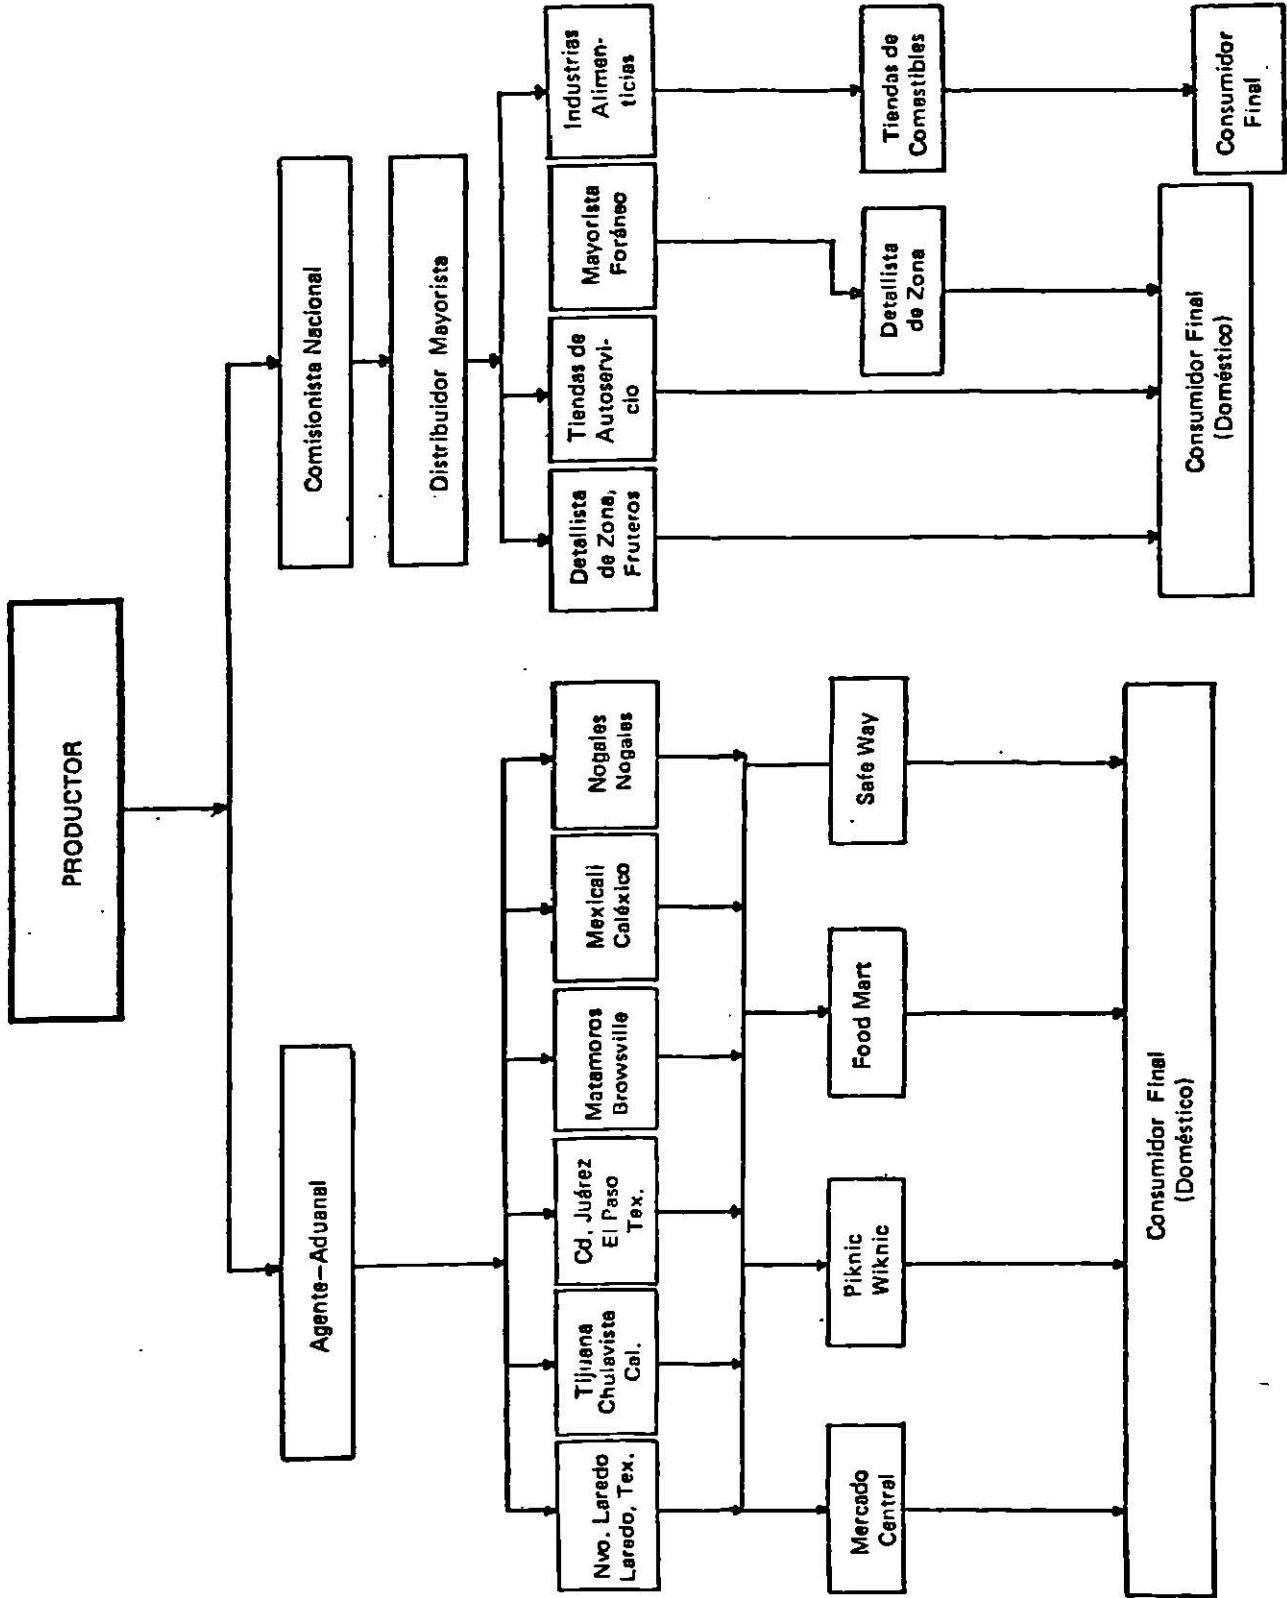 PRODUCTOR
Agente–Aduanal
Comisionista Nacional
Distribuidor Mayorista
Nvo. Laredo
Laredo, Tex.
Tijuana
Chulavista
Cal.
Cd. Juárez
El Paso
Tex.
Matamoros
Browsville
Mexicali
Caléxico
Nogales
Nogales
Detallista
de Zona,
Fruteros
Tiendas de
Autoservi-
cio
Mayorista
Foráneo
Industrias
Alimen-
ticias
Mercado
Central
Piknic
Wiknic
Food Mart
Safe Way
Detallista
de Zona
Tiendas de
Comestibles
Consumidor Final
(Doméstico)
Consumidor Final
(Doméstico)
Consumidor
Final